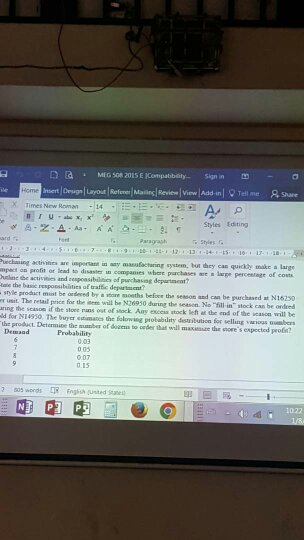 MEG 508 2015 E [Compatibility...
Sign in
File Home Insert Design Layout Referer Mailing Review View Add-in Tell me Share
Times New Roman 14
B I U abc x₂ x²
Styles Editing
Font Paragraph Styles
Purchasing activities are important in any manufacturing system, but they can quickly make a large
impact on profit or lead to disaster in companies where purchases are a large percentage of costs.
Outline the activities and responsibilities of purchasing department?
State the basic responsibilities of traffic department?
style product must be ordered by a store months before the season and can be purchased at N16250
per unit. The retail price for the item will be N26950 during the season. No "fill-in" stock can be ordered
during the season if the store runs out of stock. Any excess stock left at the end of the season will be
sold for N14950. The buyer estimates the following probability distribution for selling various numbers
the product. Determine the number of dozens to order that will maximize the store's expected profit?
Demand Probability
6 0.03
7 0.05
8 0.07
9 0.15
805 words English (United States)
10:22